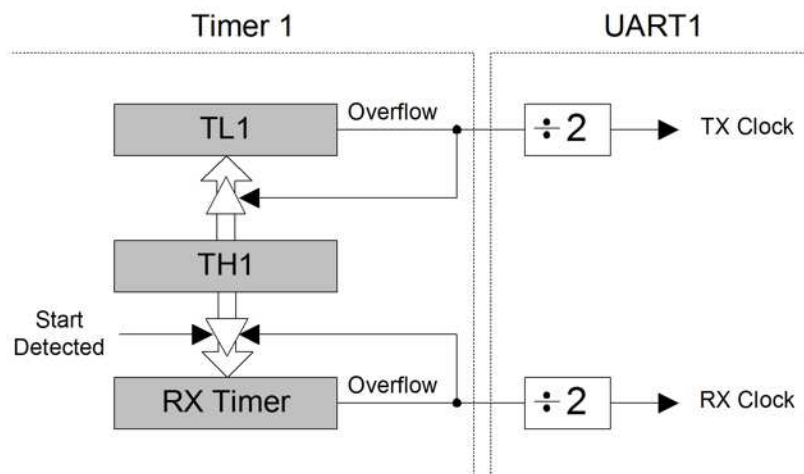 Timer 1
UART1
TL1
Overflow
÷2
TX Clock
TH1
Start
Detected
RX Timer
Overflow
÷2
RX Clock